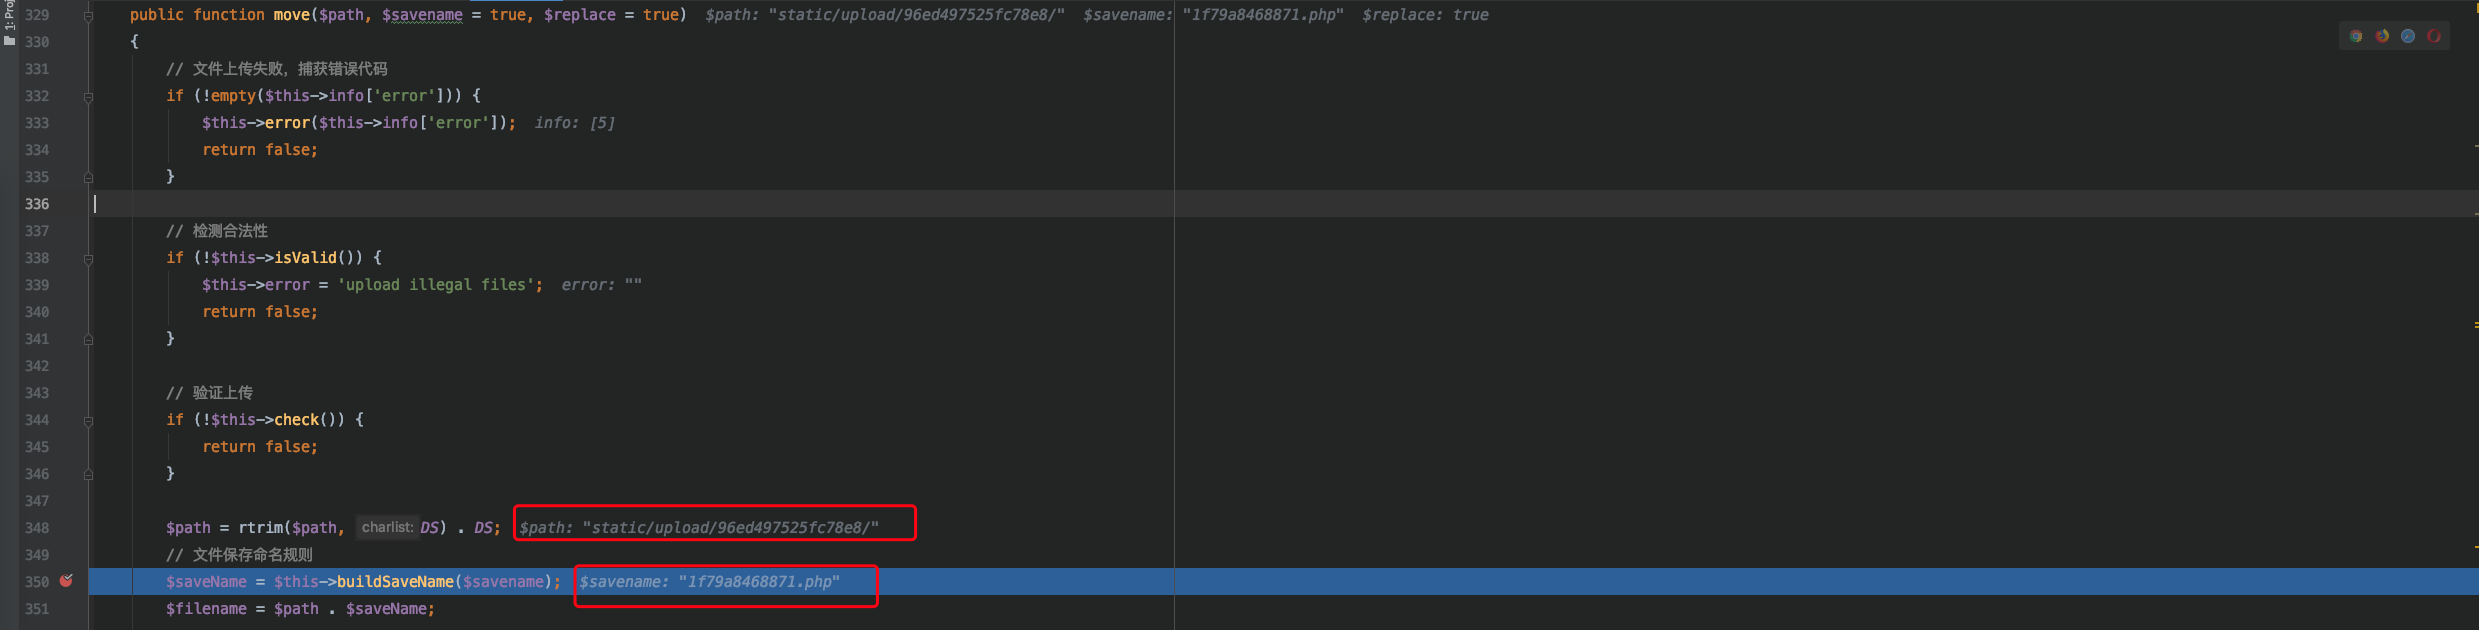 1: Proj
329 public function move($path, $savename = true, $replace = true) $path: "static/upload/96ed497525fc78e8/" $savename: "1f79a8468871.php" $replace: true
330 {
331 // 文件上传失败，捕获错误代码
332 if (!empty($this->info['error'])) {
333 $this->error($this->info['error']); info: [5]
334 return false;
335 }
336
337 // 检测合法性
338 if (!$this->isValid()) {
339 $this->error = 'upload illegal files'; error: ""
340 return false;
341 }
342
343 // 验证上传
344 if (!$this->check()) {
345 return false;
346 }
347
348 $path = rtrim($path, charlist: DS) . DS; $path: "static/upload/96ed497525fc78e8/"
349 // 文件保存命名规则
350 $saveName = $this->buildSaveName($savename); $savename: "1f79a8468871.php"
351 $filename = $path . $saveName;